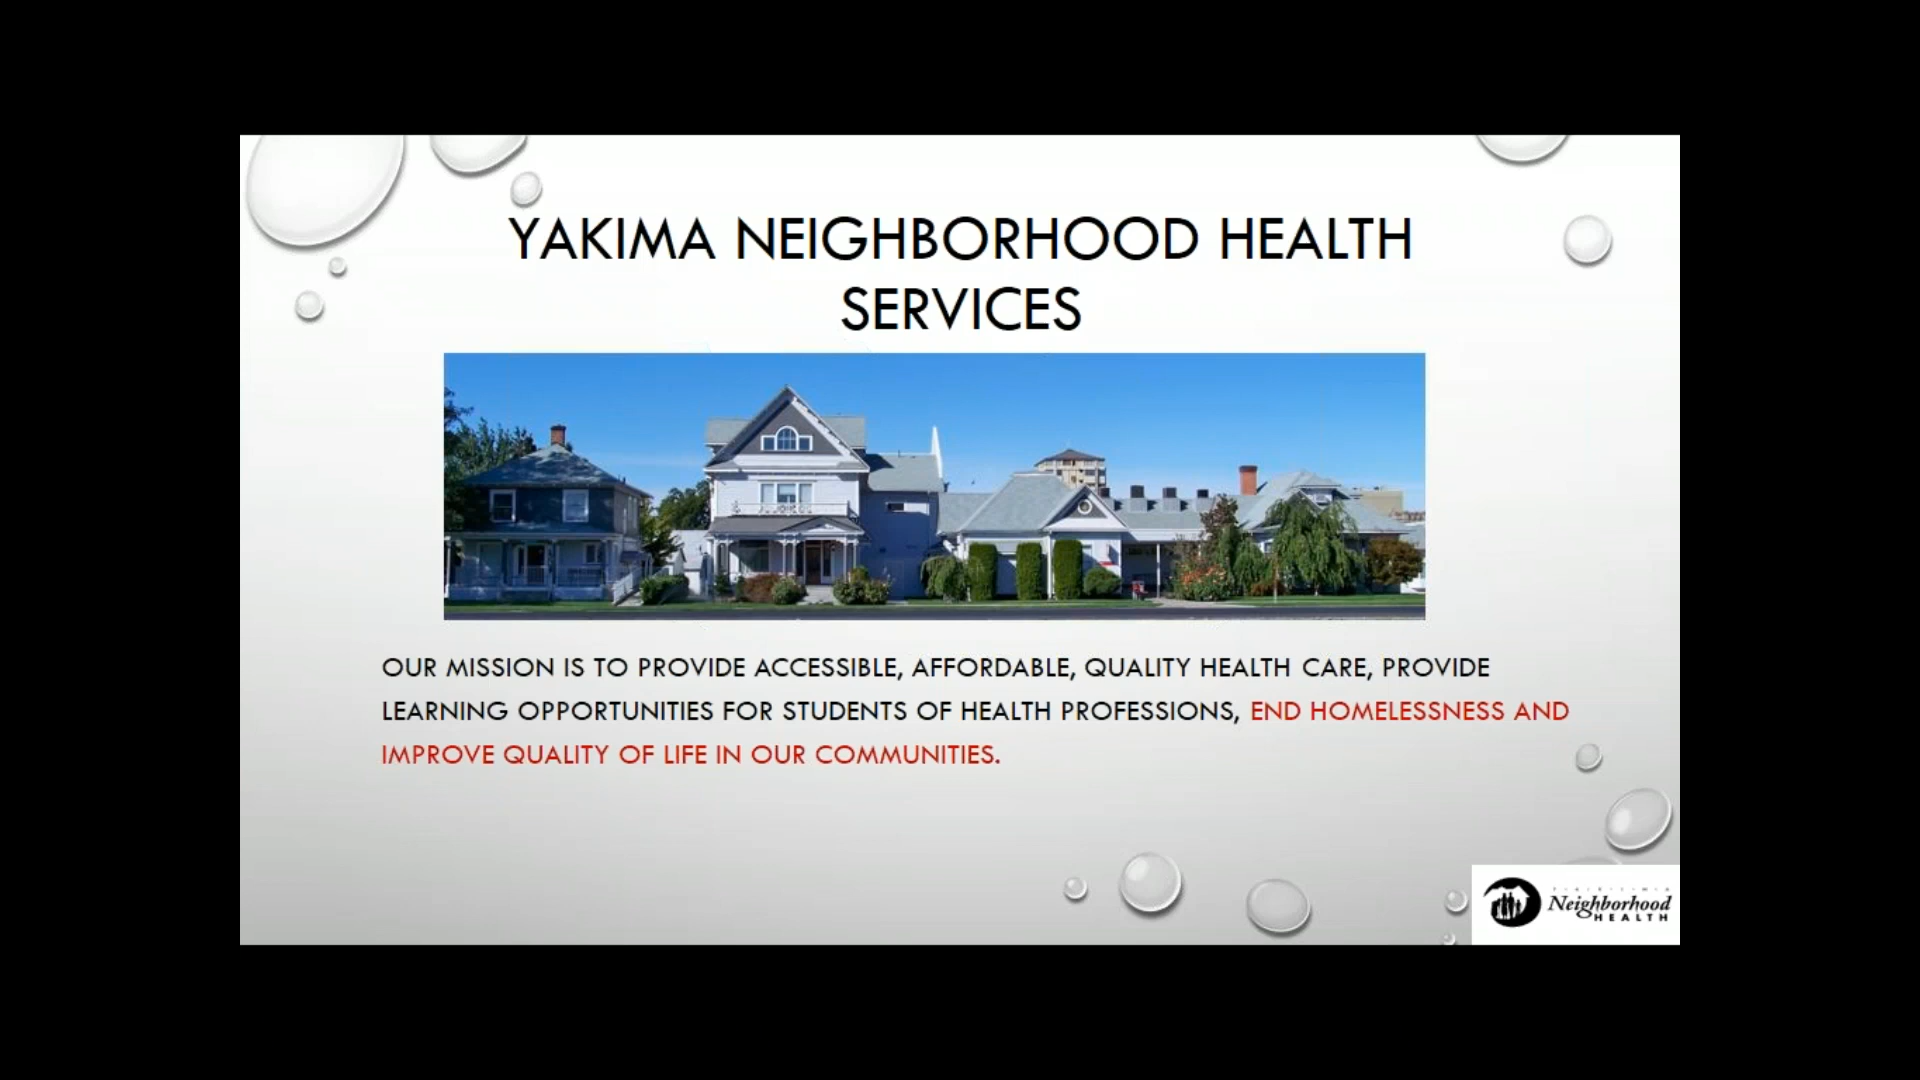 YAKIMA NEIGHBORHOOD HEALTH
SERVICES
OUR MISSION IS TO PROVIDE ACCESSIBLE, AFFORDABLE, QUALITY HEALTH CARE, PROVIDE
LEARNING OPPORTUNITIES FOR STUDENTS OF HEALTH PROFESSIONS, END HOMELESSNESS AND
IMPROVE QUALITY OF LIFE IN OUR COMMUNITIES.
Neighborhood
HEALTH